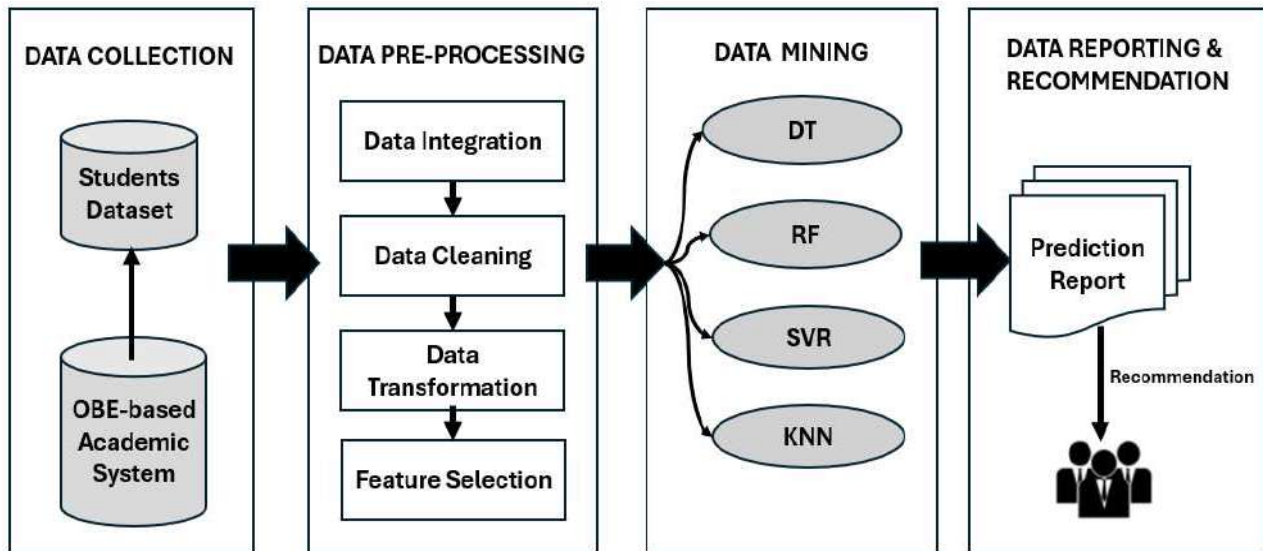 DATA COLLECTION
Students
Dataset
OBE-based
Academic
System
DATA PRE-PROCESSING
Data Integration
Data Cleaning
Data
Transformation
Feature Selection
DATA MINING
DT
RF
SVR
KNN
DATA REPORTING &
RECOMMENDATION
Prediction
Report
Recommendation